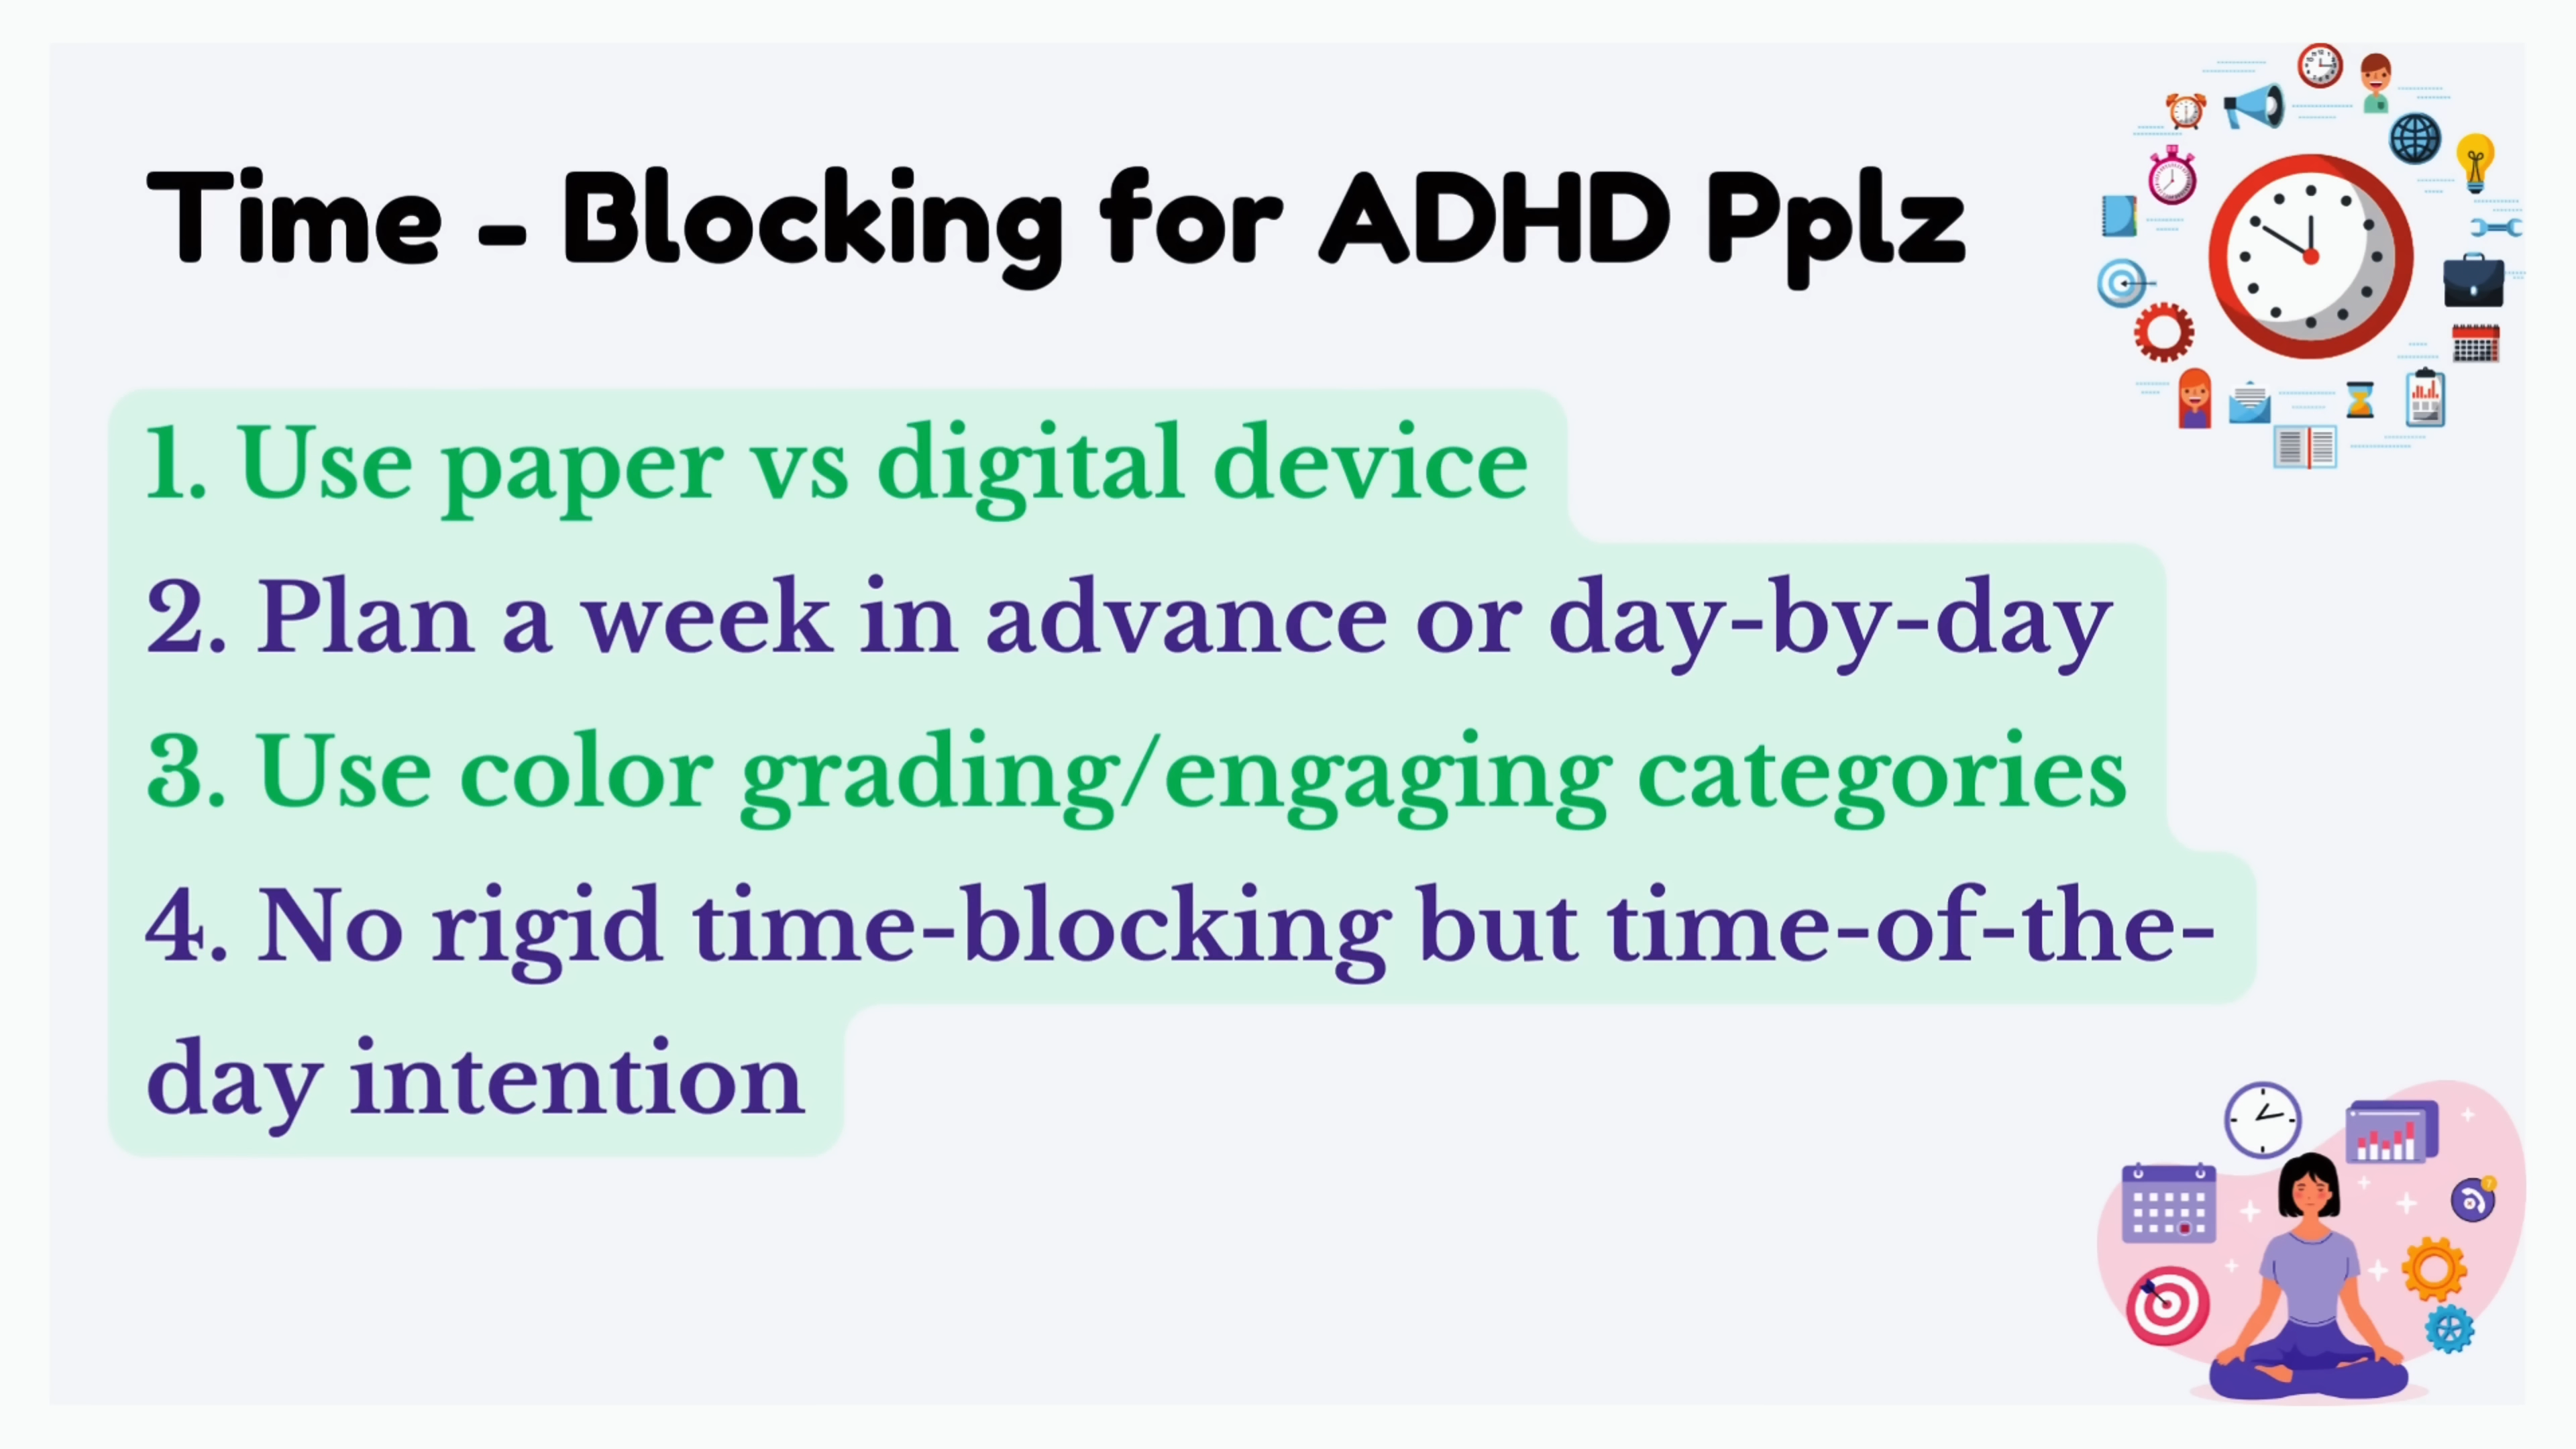 Time - Blocking for ADHD Pplz
1. Use paper vs digital device
2. Plan a week in advance or day-by-day
3. Use color grading/engaging categories
4. No rigid time-blocking but time-of-the-
day intention